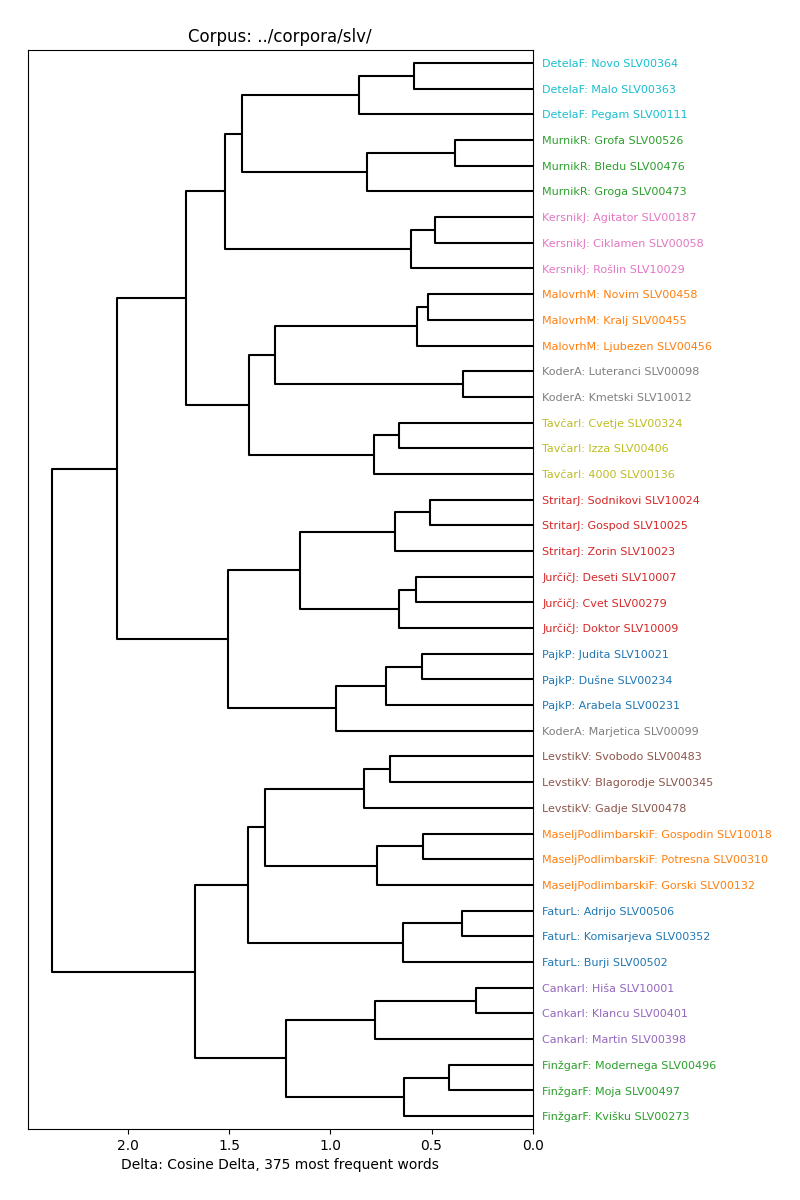 Corpus: ../corpora/slv/
DetelaF: Novo SLV00364
DetelaF: Malo SLV00363
DetelaF: Pegam SLV00111
MurnikR: Grofa SLV00526
MurnikR: Bledu SLV00476
MurnikR: Groga SLV00473
KersnikJ: Agitator SLV00187
KersnikJ: Ciklamen SLV00058
KersnikJ: Rošlin SLV10029
MalovrhM: Novim SLV00458
MalovrhM: Kralj SLV00455
MalovrhM: Ljubezen SLV00456
KoderA: Luteranci SLV00098
KoderA: Kmetski SLV10012
TavčarI: Cvetje SLV00324
TavčarI: Izza SLV00406
TavčarI: 4000 SLV00136
StritarJ: Sodnikovi SLV10024
StritarJ: Gospod SLV10025
StritarJ: Zorin SLV10023
JurčičJ: Deseti SLV10007
JurčičJ: Cvet SLV00279
JurčičJ: Doktor SLV10009
PajkP: Judita SLV10021
PajkP: Dušne SLV00234
PajkP: Arabela SLV00231
KoderA: Marjetica SLV00099
LevstikV: Svobodo SLV00483
LevstikV: Blagorodje SLV00345
LevstikV: Gadje SLV00478
MaseljPodlimbarskiF: Gospodin SLV10018
MaseljPodlimbarskiF: Potresna SLV00310
MaseljPodlimbarskiF: Gorski SLV00132
FaturL: Adrijo SLV00506
FaturL: Komisarjeva SLV00352
FaturL: Burji SLV00502
CankarI: Hiša SLV10001
CankarI: Klancu SLV00401
CankarI: Martin SLV00398
FinžgarF: Modernega SLV00496
FinžgarF: Moja SLV00497
FinžgarF: Kvišku SLV00273
2.0 1.5 1.0 0.5 0.0
Delta: Cosine Delta, 375 most frequent words